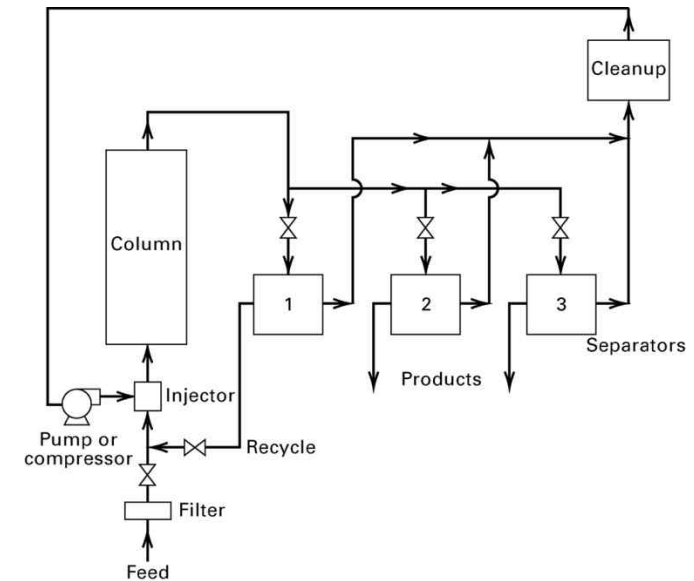 Cleanup
Column
1
2
3
Separators
Products
Injector
Pump or
compressor
Recycle
Filter
Feed